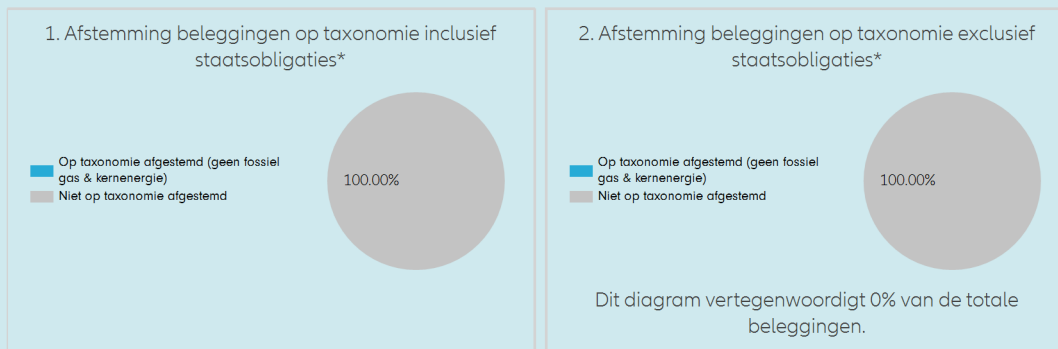 1. Afstemming beleggingen op taxonomie inclusief
staatsobligaties*
Op taxonomie afgestemd (geen fossiel
gas & kernenergie)
Niet op taxonomie afgestemd
100.00%
2. Afstemming beleggingen op taxonomie exclusief
staatsobligaties*
Op taxonomie afgestemd (geen fossiel
gas & kernenergie)
Niet op taxonomie afgestemd
100.00%
Dit diagram vertegenwoordigt 0% van de totale
beleggingen.